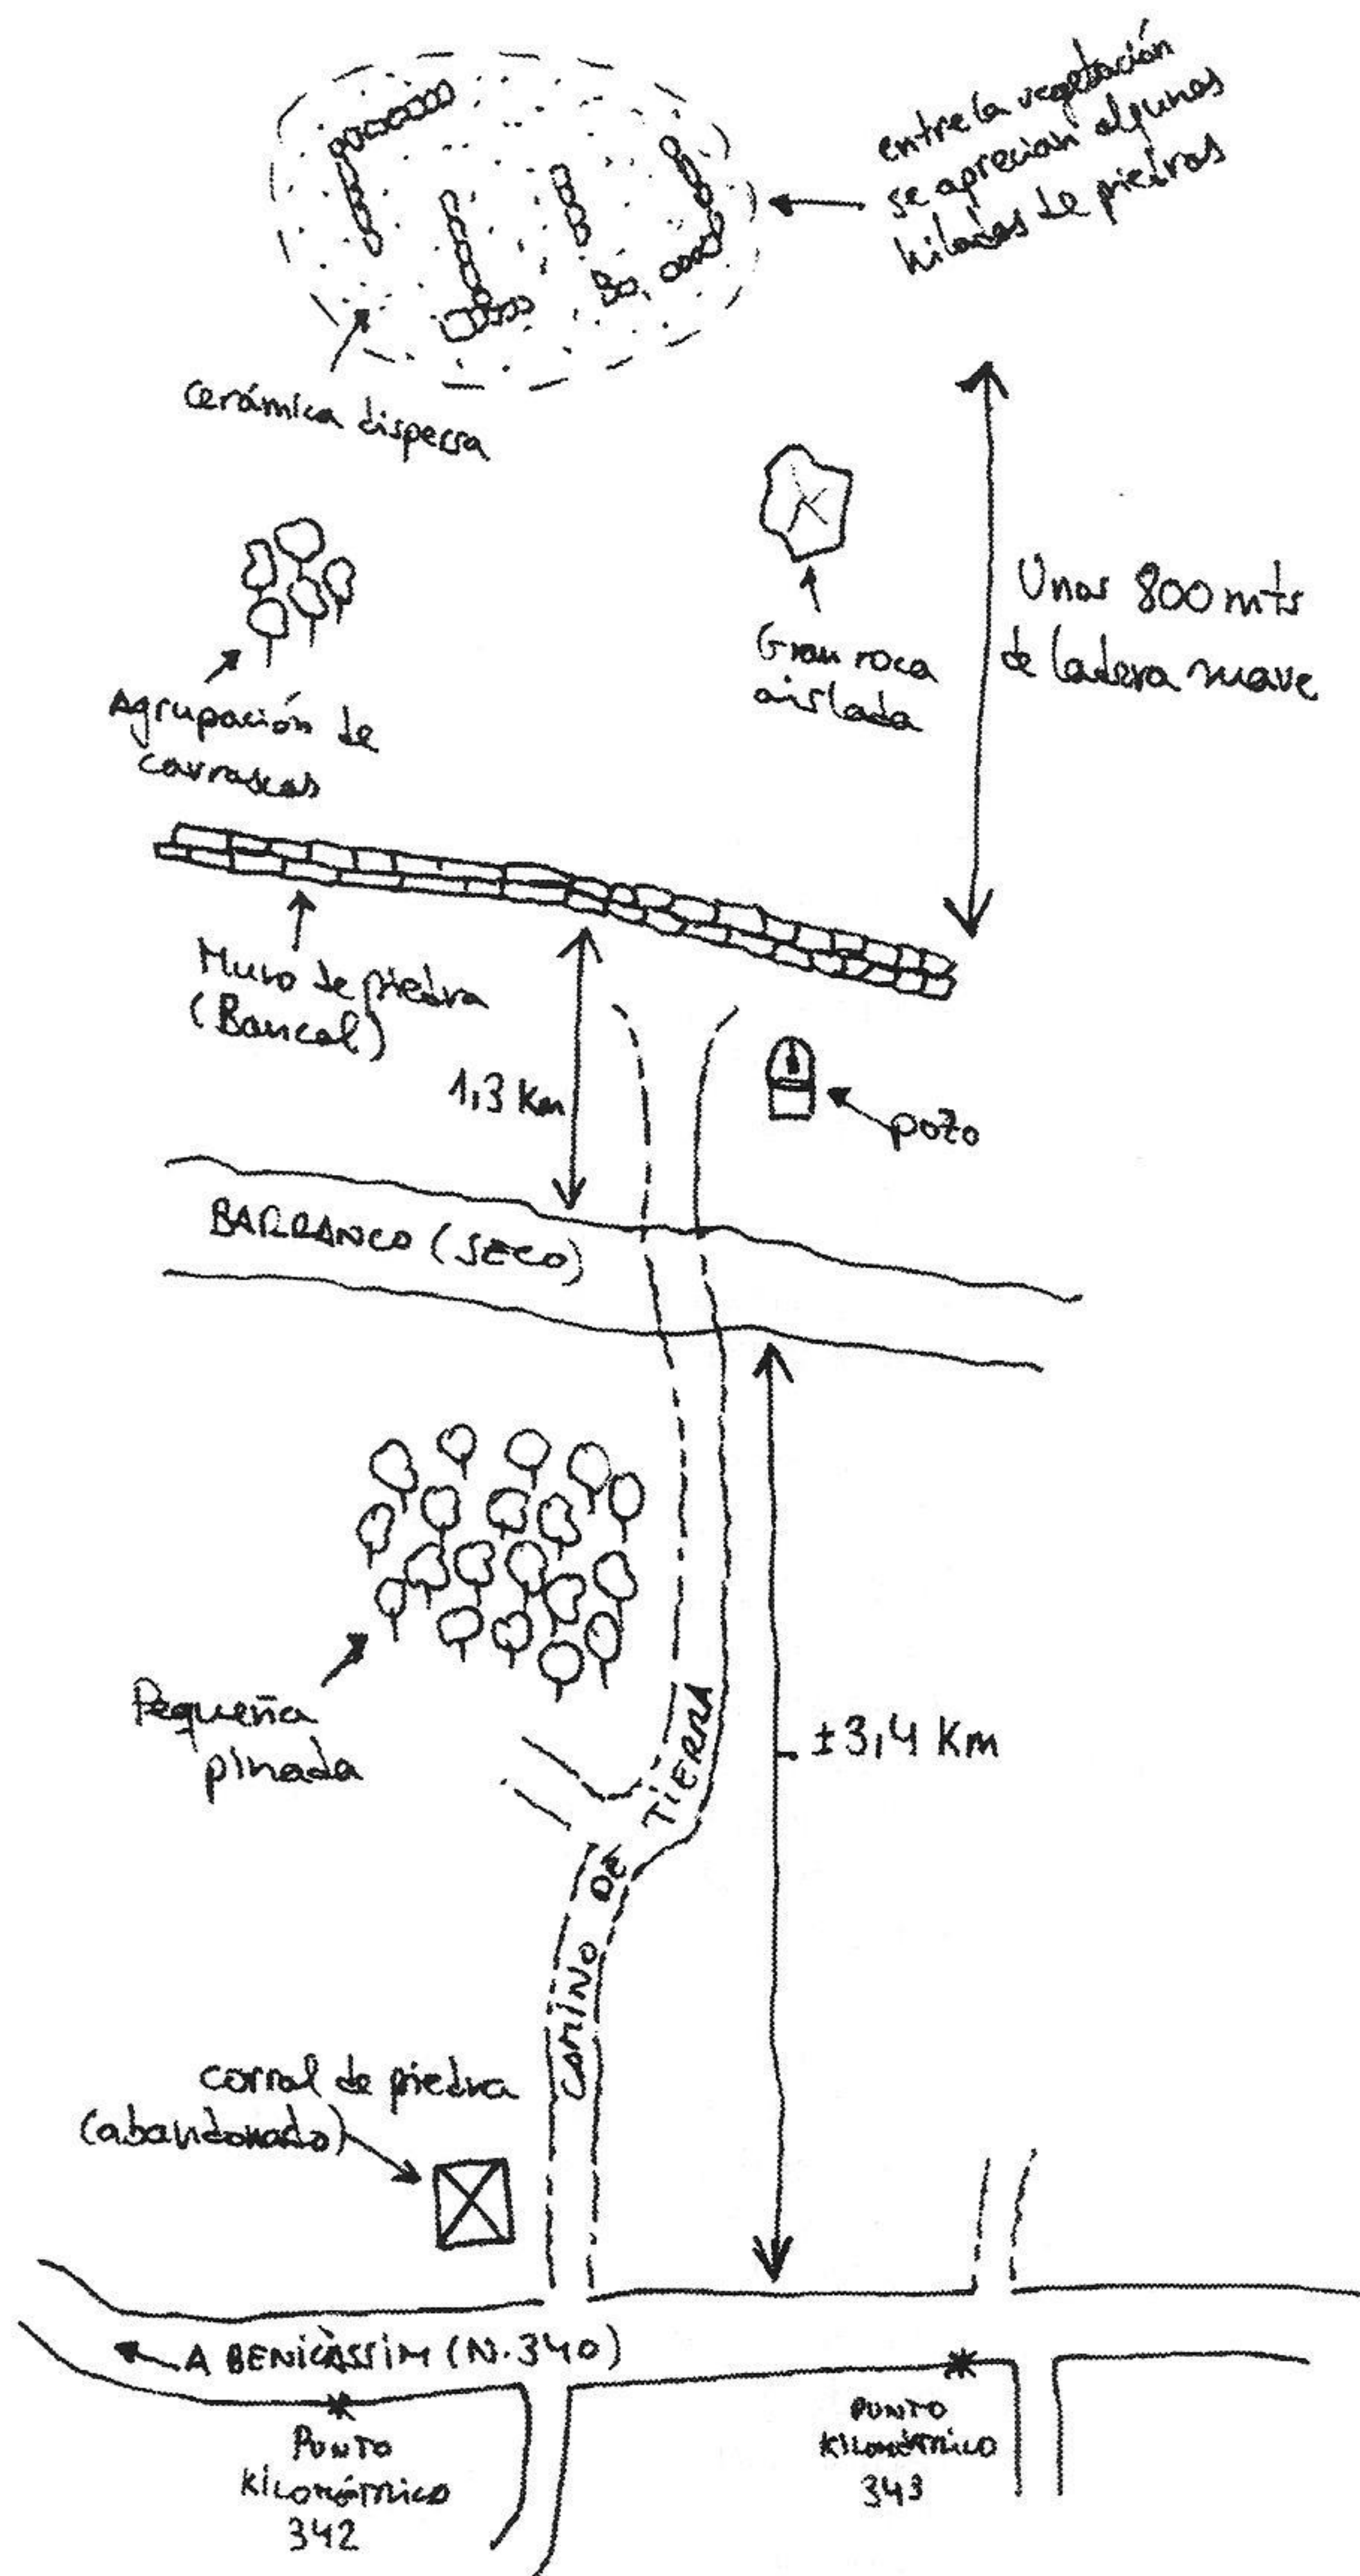 entre la vegetación
se aprecian algunas
hiladas de piedras
cerámica dispersa
Unos 800 mts
de ladera suave
Gran roca
aislada
Agrupación de
carrascas
Muro de piedra
(Bancal)
1,3 Km
pozo
BARRANCO (SECO)
Pequeña
pinada
±3,4 Km
CAMINO DE TIERRA
corral de piedra
(abandonado)
A BENICÀSSIM (N.340)
PUNTO
KILOMÉTRICO
342
PUNTO
KILOMÉTRICO
343